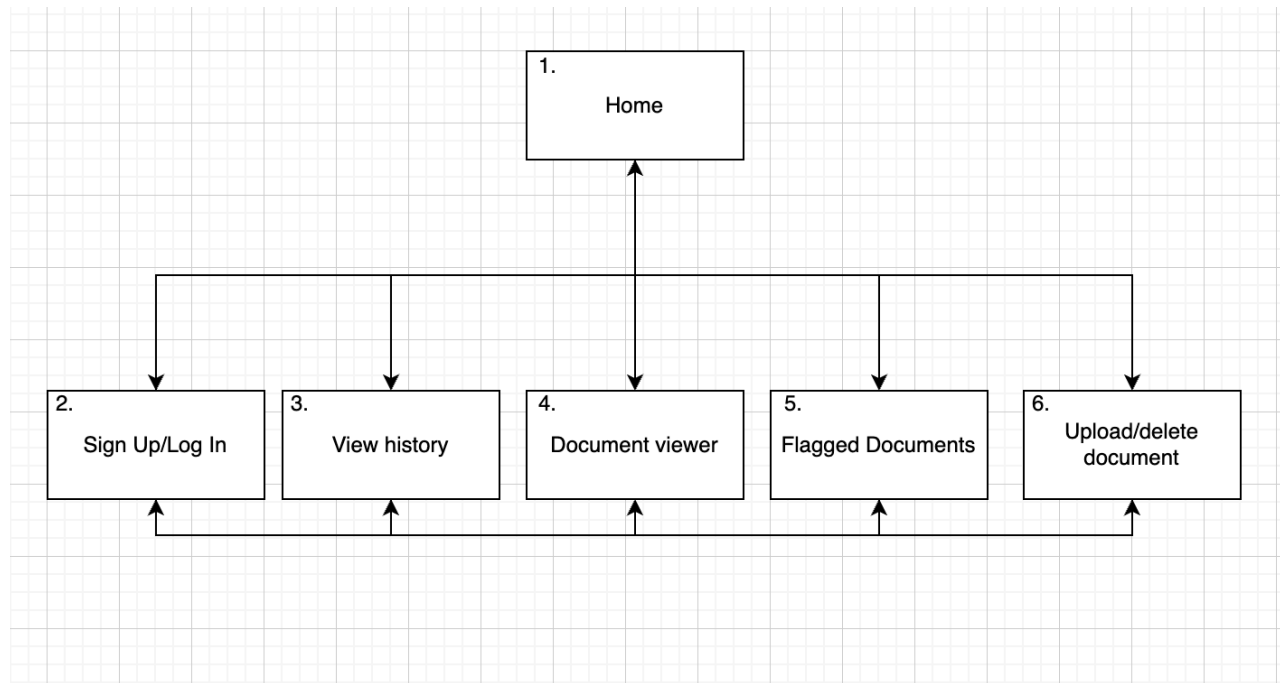 1.
Home
2.
Sign Up/Log In
3.
View history
4.
Document viewer
5.
Flagged Documents
6.
Upload/delete
document